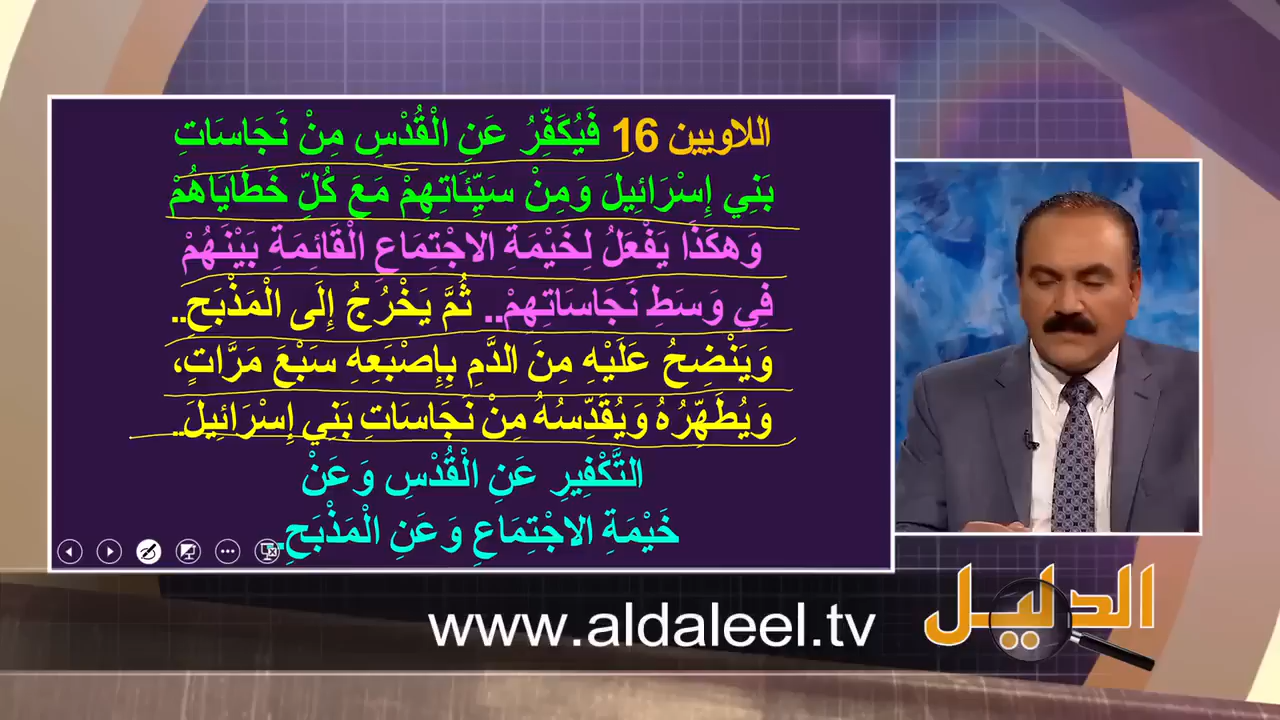 اللاويين 16 فَيُكَفِّرُ عَنِ الْقُدْسِ مِنْ نَجَاسَاتِ
بَنِي إِسْرَائِيلَ وَمِنْ سَيِّئَاتِهِمْ مَعَ كُلِّ خَطَايَاهُمْ
وَهكَذَا يَفْعَلُ لِخَيْمَةِ الاجْتِمَاعِ الْقَائِمَةِ بَيْنَهُمْ
فِي وَسَطِ نَجَاسَاتِهِمْ.. ثُمَّ يَخْرُجُ إِلَى الْمَذْبَحِ..
وَيَنْضِحُ عَلَيْهِ مِنَ الدَّمِ بِإِصْبَعِهِ سَبْعَ مَرَّاتٍ،
وَيُطَهِّرُهُ وَيُقَدِّسُهُ مِنْ نَجَاسَاتِ بَنِي إِسْرَائِيلَ..
التَّكْفِيرِ عَنِ الْقُدْسِ وَعَنْ
خَيْمَةِ الاجْتِمَاعِ وَعَنِ الْمَذْبَحِ..
الدليل
www.aldaleel.tv